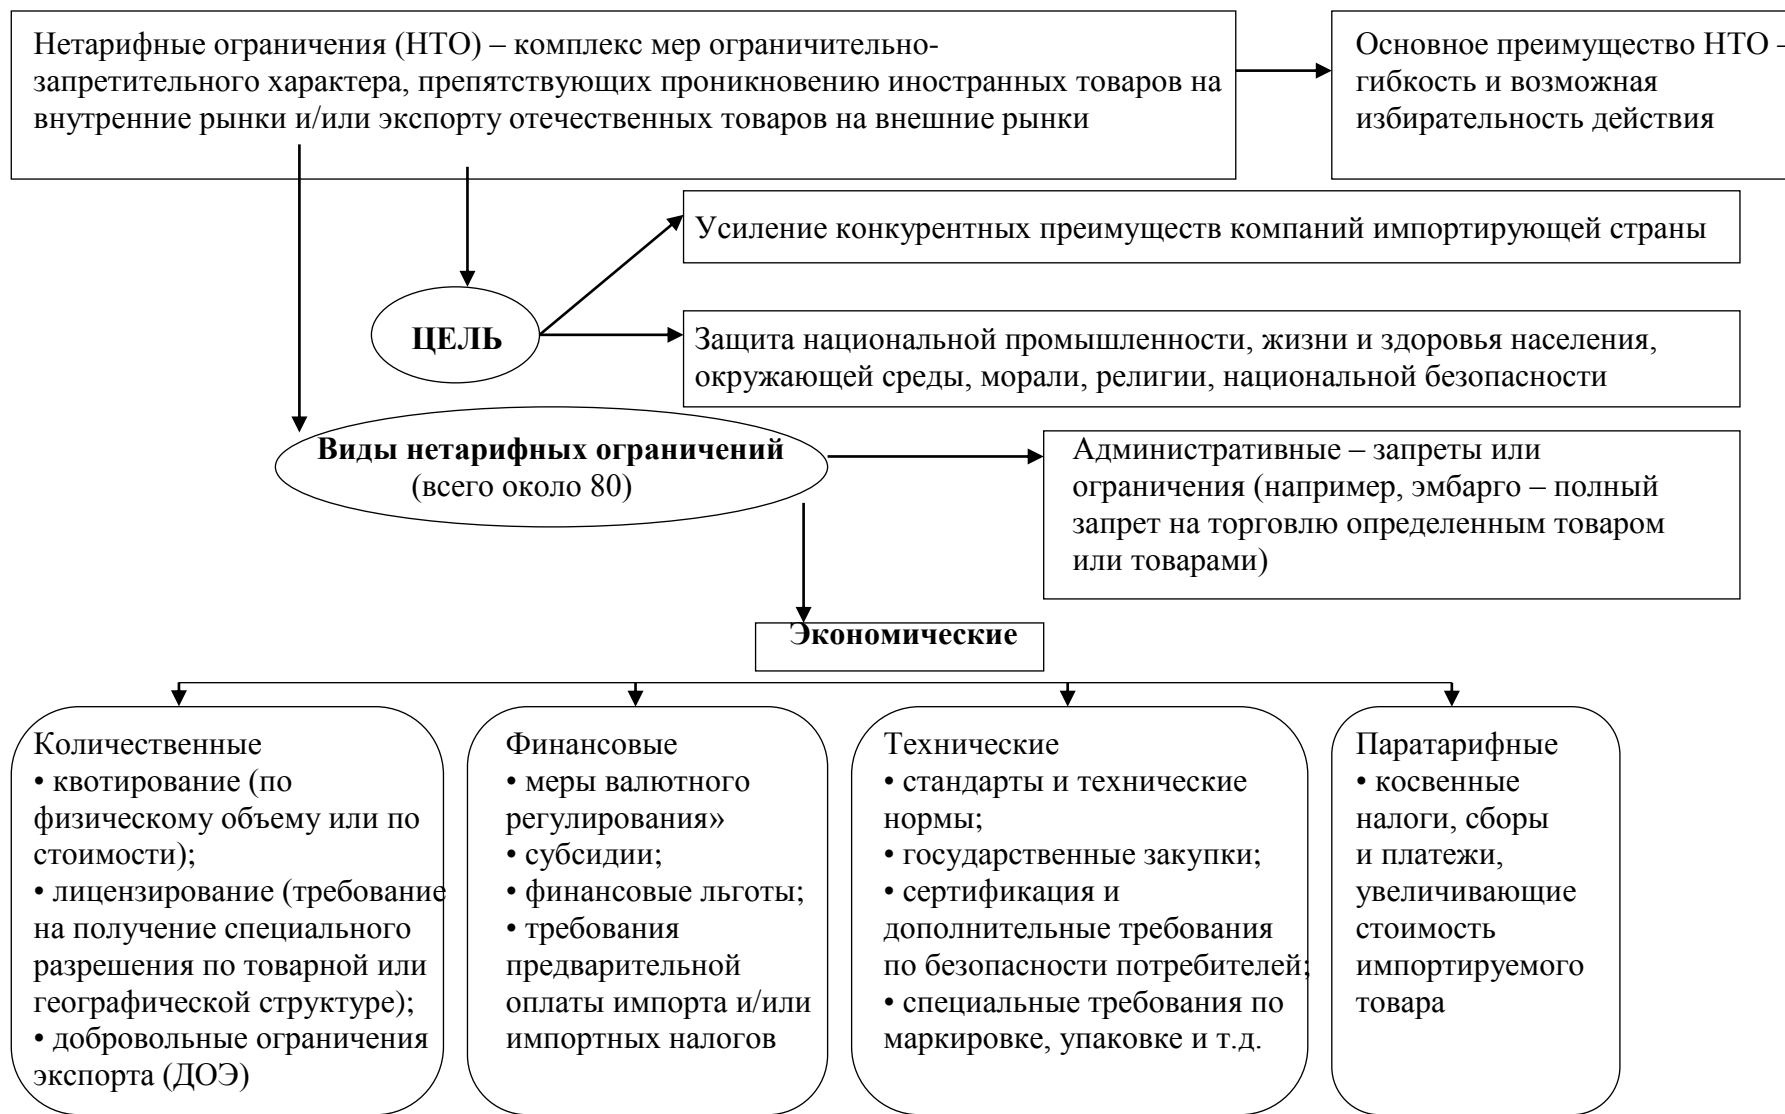 Нетарифные ограничения (НТО) – комплекс мер ограничительно-
запретительного характера, препятствующих проникновению иностранных товаров на
внутренние рынки и/или экспорту отечественных товаров на внешние рынки
Основное преимущество НТО –
гибкость и возможная
избирательность действия
Усиление конкурентных преимуществ компаний импортирующей страны
ЦЕЛЬ
Защита национальной промышленности, жизни и здоровья населения,
окружающей среды, морали, религии, национальной безопасности
Виды нетарифных ограничений
(всего около 80)
Административные – запреты или
ограничения (например, эмбарго – полный
запрет на торговлю определенным товаром
или товарами)
Экономические
Количественные
• квотирование (по
физическому объему или по
стоимости);
• лицензирование (требование
на получение специального
разрешения по товарной или
географической структуре);
• добровольные ограничения
экспорта (ДОЭ)
Финансовые
• меры валютного
регулирования»
• субсидии;
• финансовые льготы;
• требования
предварительной
оплаты импорта и/или
импортных налогов
Технические
• стандарты и технические
нормы;
• государственные закупки;
• сертификация и
дополнительные требования
по безопасности потребителей;
• специальные требования по
маркировке, упаковке и т.д.
Паратарифные
• косвенные
налоги, сборы
и платежи,
увеличивающие
стоимость
импортируемого
товара